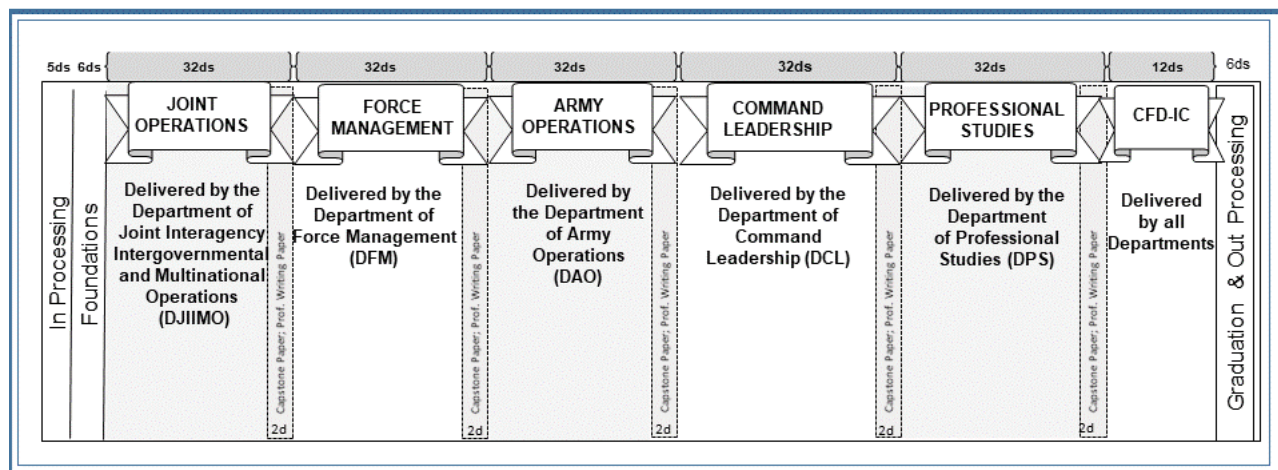 5ds 6ds 32ds 32ds 32ds 32ds 32ds 12ds 6ds
In Processing
Foundations
JOINT
OPERATIONS
Delivered by the
Department of
Joint Interagency
Intergovernmental
and Multinational
Operations
(DJIIMO)
Capstone Paper; Prof. Writing Paper
2d
FORCE
MANAGEMENT
Delivered by the
Department of
Force Management
(DFM)
Capstone Paper; Prof. Writing Paper
2d
ARMY
OPERATIONS
Delivered by
the Department
of Army
Operations
(DAO)
Capstone Paper; Prof. Writing Paper
2d
COMMAND
LEADERSHIP
Delivered by the
Department of
Command
Leadership (DCL)
Capstone Paper; Prof. Writing Paper
2d
PROFESSIONAL
STUDIES
Delivered by the
Department
of Professional
Studies (DPS)
Capstone Paper; Prof. Writing Paper
2d
CFD-IC
Delivered
by all
Departments
Graduation & Out Processing